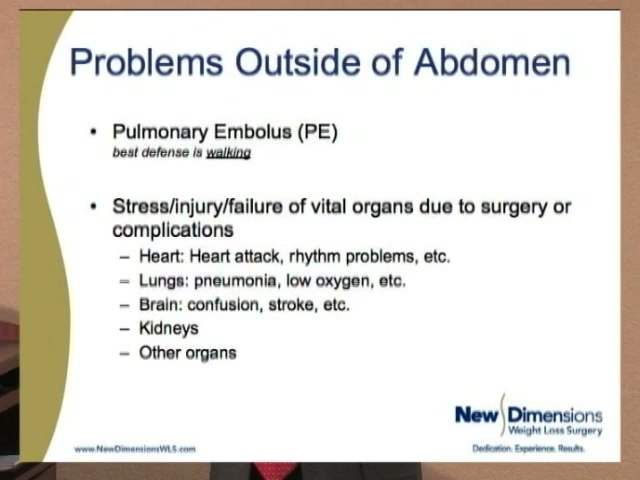 Problems Outside of Abdomen
• Pulmonary Embolus (PE)
best defense is walking
• Stress/injury/failure of vital organs due to surgery or
complications
– Heart: Heart attack, rhythm problems, etc.
– Lungs: pneumonia, low oxygen, etc.
– Brain: confusion, stroke, etc.
– Kidneys
– Other organs
New Dimensions
Weight Loss Surgery
www.NewDimensionsWLS.com
Dedication. Experience. Results.